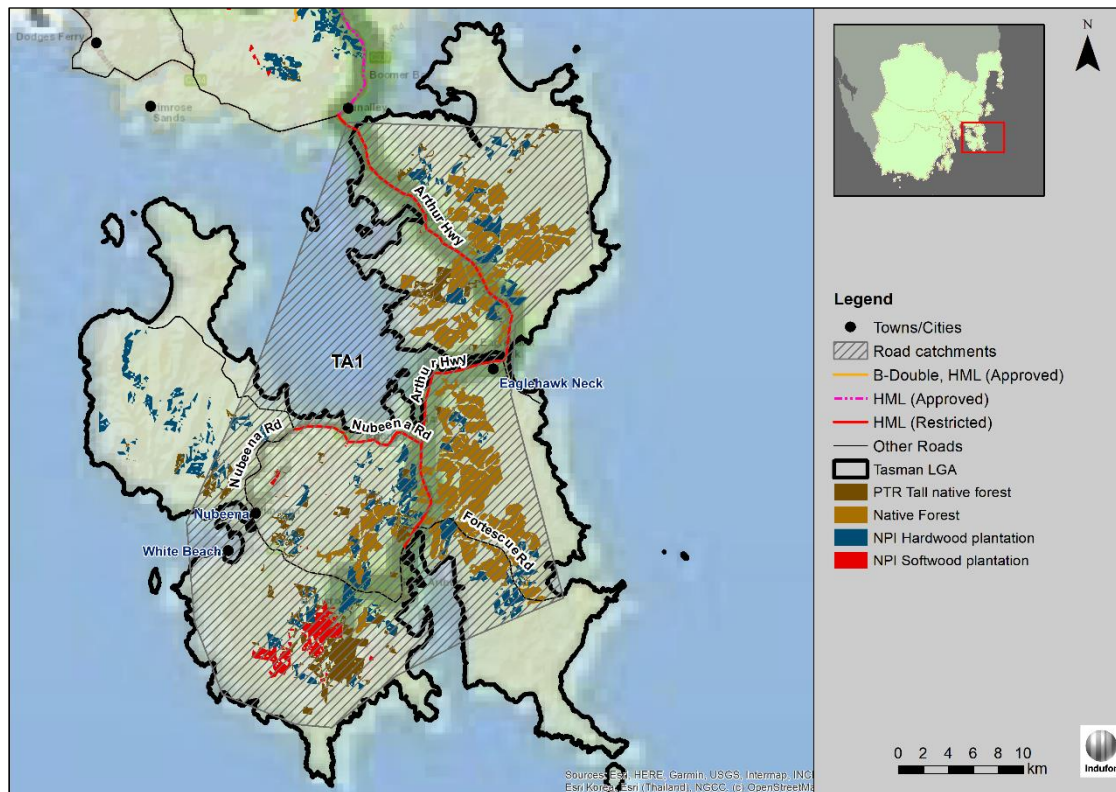 Dodges Ferry
Boomer B
imrose
Sands
unalley
Arthur Hwy
TA1
Arthur Hwy
Eaglehawk Neck
Nubeena Rd
Nubeena Rd
Nubeena
White Beach
Fortescue Rd
Sources: Esri, HERE, Garmin, USGS, Intermap, INC
Esri Korea, Esri (Thailand), NGCC, (c) OpenStreetMa
N
Legend
Towns/Cities
Road catchments
B-Double, HML (Approved)
HML (Approved)
HML (Restricted)
Other Roads
Tasman LGA
PTR Tall native forest
Native Forest
NPI Hardwood plantation
NPI Softwood plantation
0 2 4 6 8 10
km
Indufor